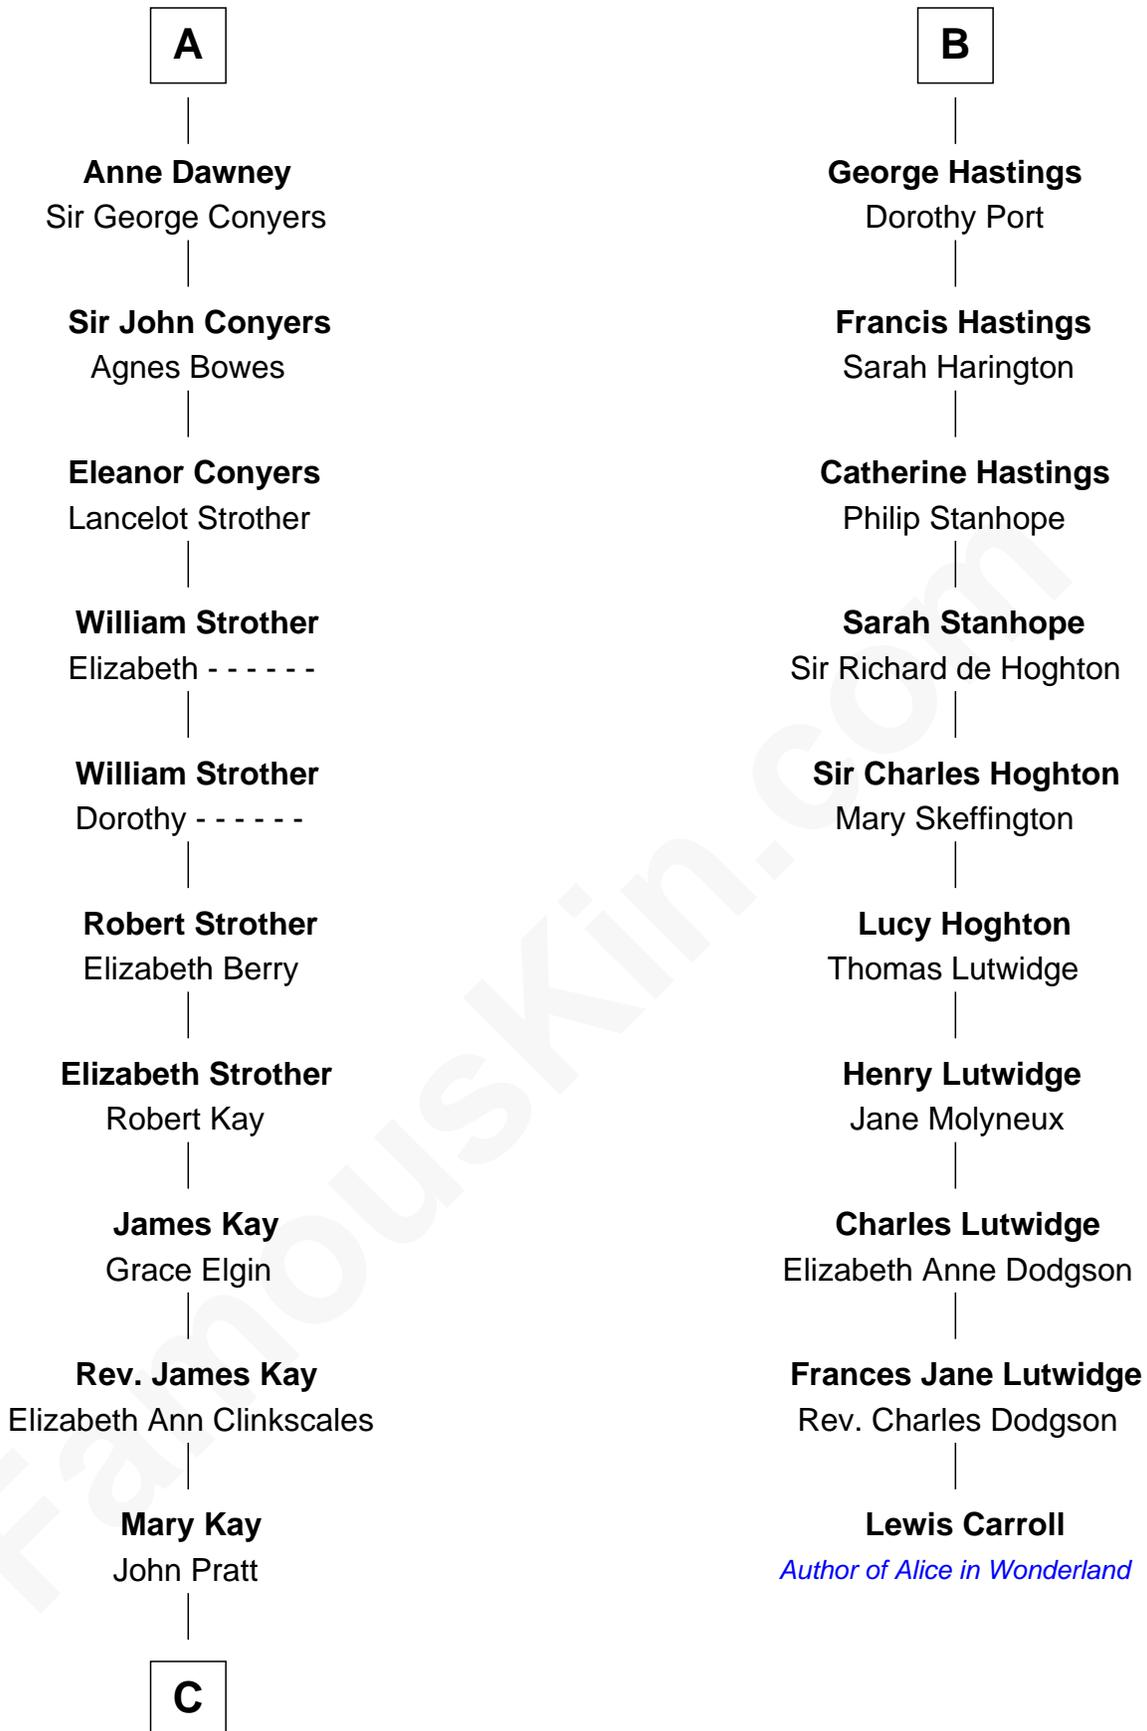 A
Anne Dawney
Sir George Conyers
Sir John Conyers
Agnes Bowes
Eleanor Conyers
Lancelot Strother
William Strother
Elizabeth - - - - - -
William Strother
Dorothy - - - - - -
Robert Strother
Elizabeth Berry
Elizabeth Strother
Robert Kay
James Kay
Grace Elgin
Rev. James Kay
Elizabeth Ann Clinkscales
Mary Kay
John Pratt
C
B
George Hastings
Dorothy Port
Francis Hastings
Sarah Harington
Catherine Hastings
Philip Stanhope
Sarah Stanhope
Sir Richard de Hoghton
Sir Charles Hoghton
Mary Skeffington
Lucy Hoghton
Thomas Lutwidge
Henry Lutwidge
Jane Molyneux
Charles Lutwidge
Elizabeth Anne Dodgson
Frances Jane Lutwidge
Rev. Charles Dodgson
Lewis Carroll
Author of Alice in Wonderland
FamousKin.com